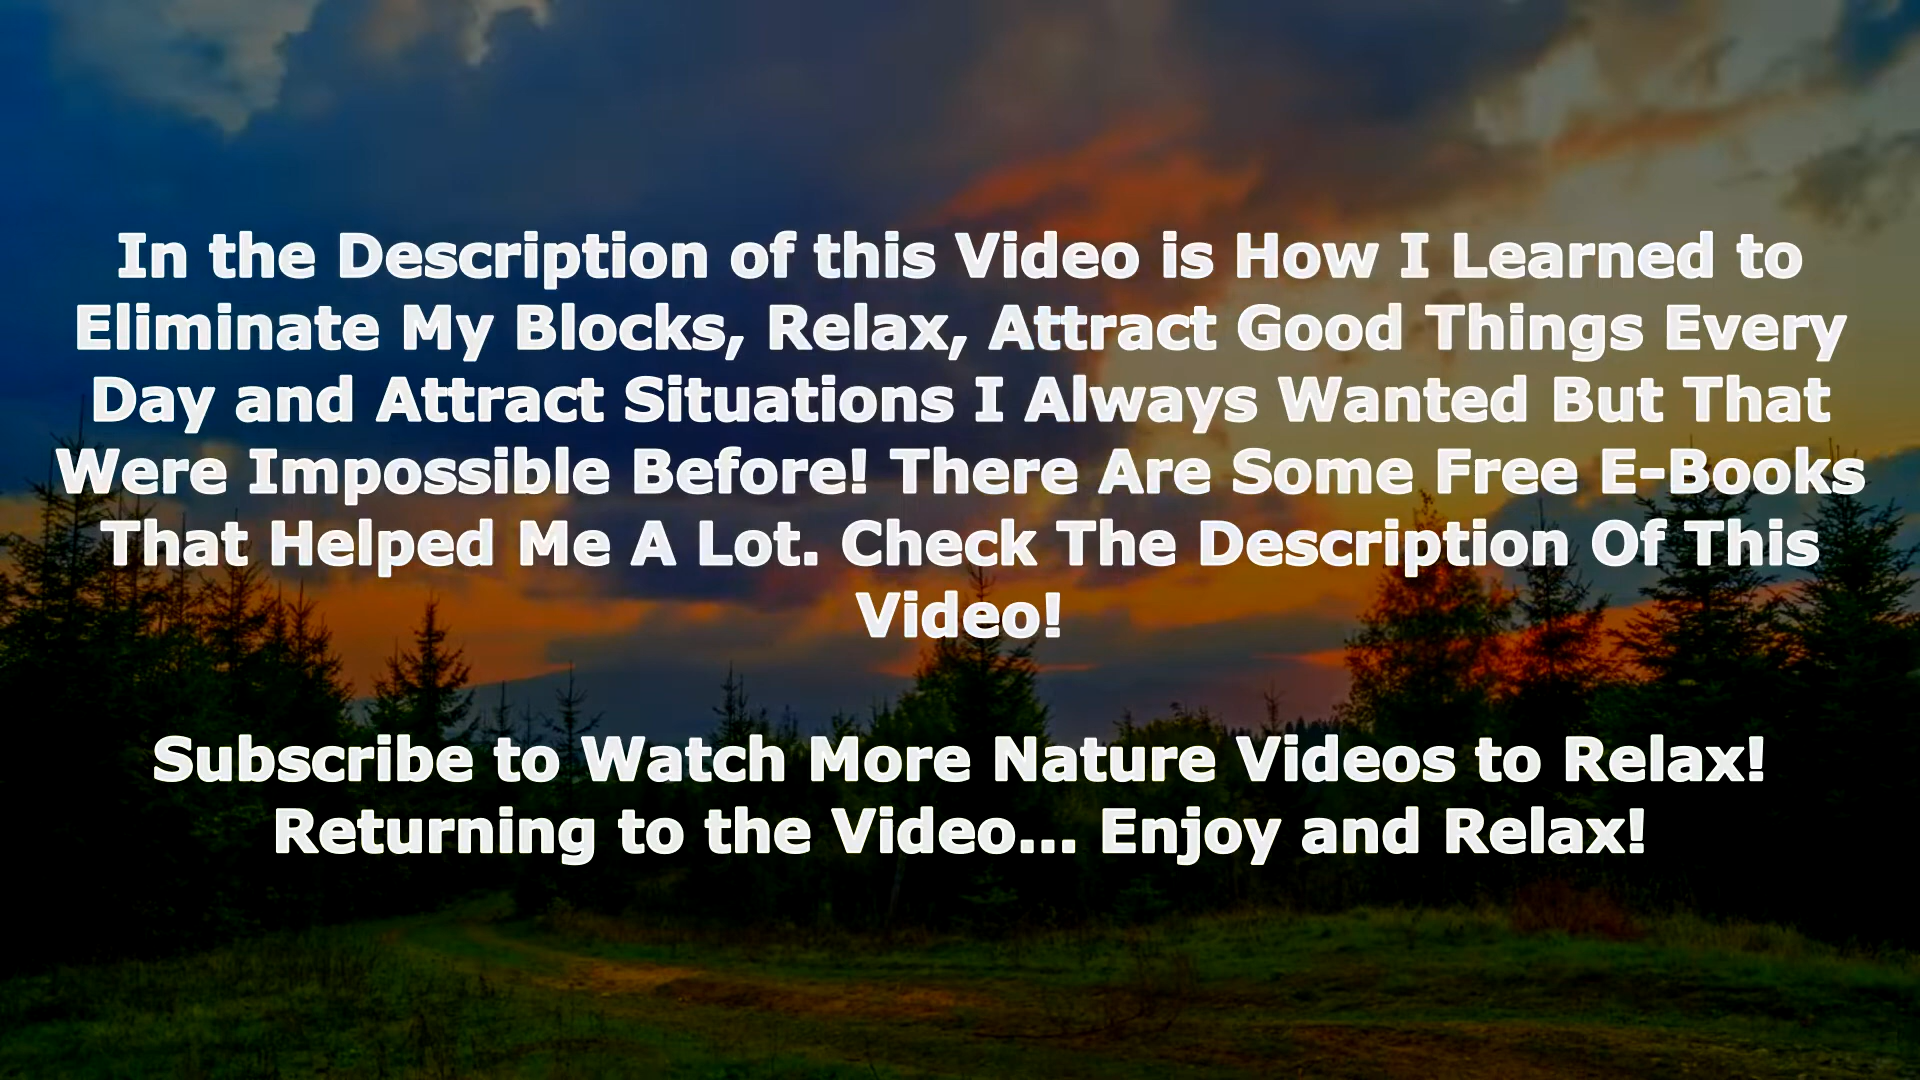 In the Description of this Video is How I Learned to
Eliminate My Blocks, Relax, Attract Good Things Every
Day and Attract Situations I Always Wanted But That
Were Impossible Before! There Are Some Free E-Books
That Helped Me A Lot. Check The Description Of This
Video!
Subscribe to Watch More Nature Videos to Relax!
Returning to the Video... Enjoy and Relax!